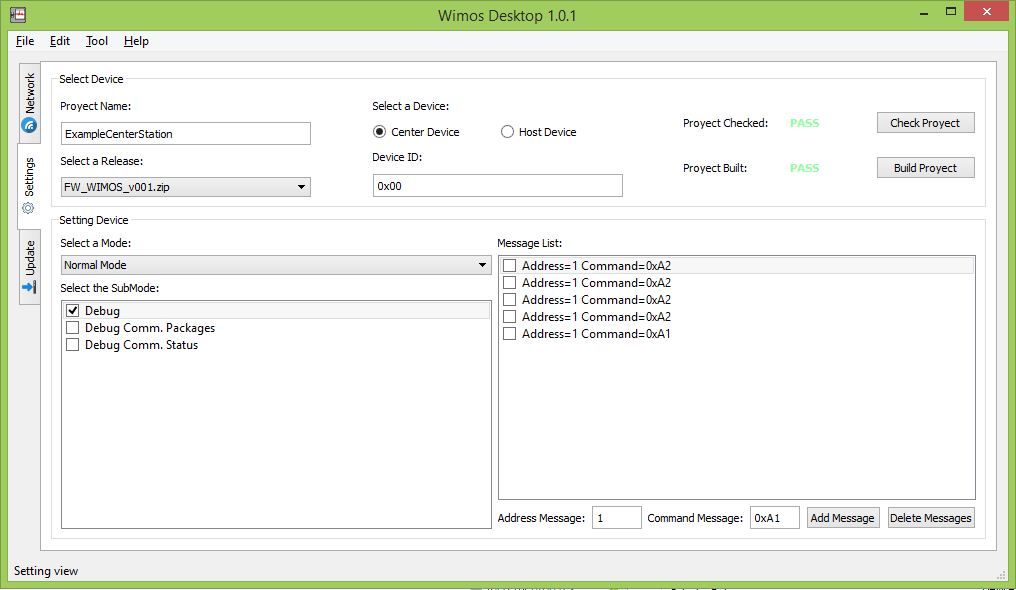 Wimos Desktop 1.0.1
File Edit Tool Help
Network
Settings
Update
Select Device
Proyect Name:
ExampleCenterStation
Select a Release:
FW_WIMOS_v001.zip
Select a Device:
Center Device Host Device
Device ID:
0x00
Proyect Checked: PASS Check Proyect
Proyect Built: PASS Build Proyect
Setting Device
Select a Mode:
Normal Mode
Select the SubMode:
Debug
Debug Comm. Packages
Debug Comm. Status
Message List:
Address=1 Command=0xA2
Address=1 Command=0xA2
Address=1 Command=0xA2
Address=1 Command=0xA2
Address=1 Command=0xA1
Address Message: 1 Command Message: 0xA1 Add Message Delete Messages
Setting view